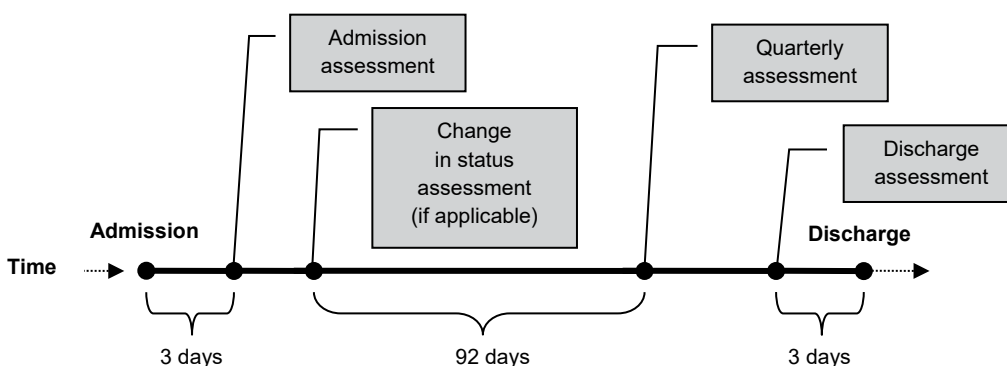 Admission
assessment
Quarterly
assessment
Change
in status
assessment
(if applicable)
Discharge
assessment
Admission
Discharge
Time
3 days
92 days
3 days